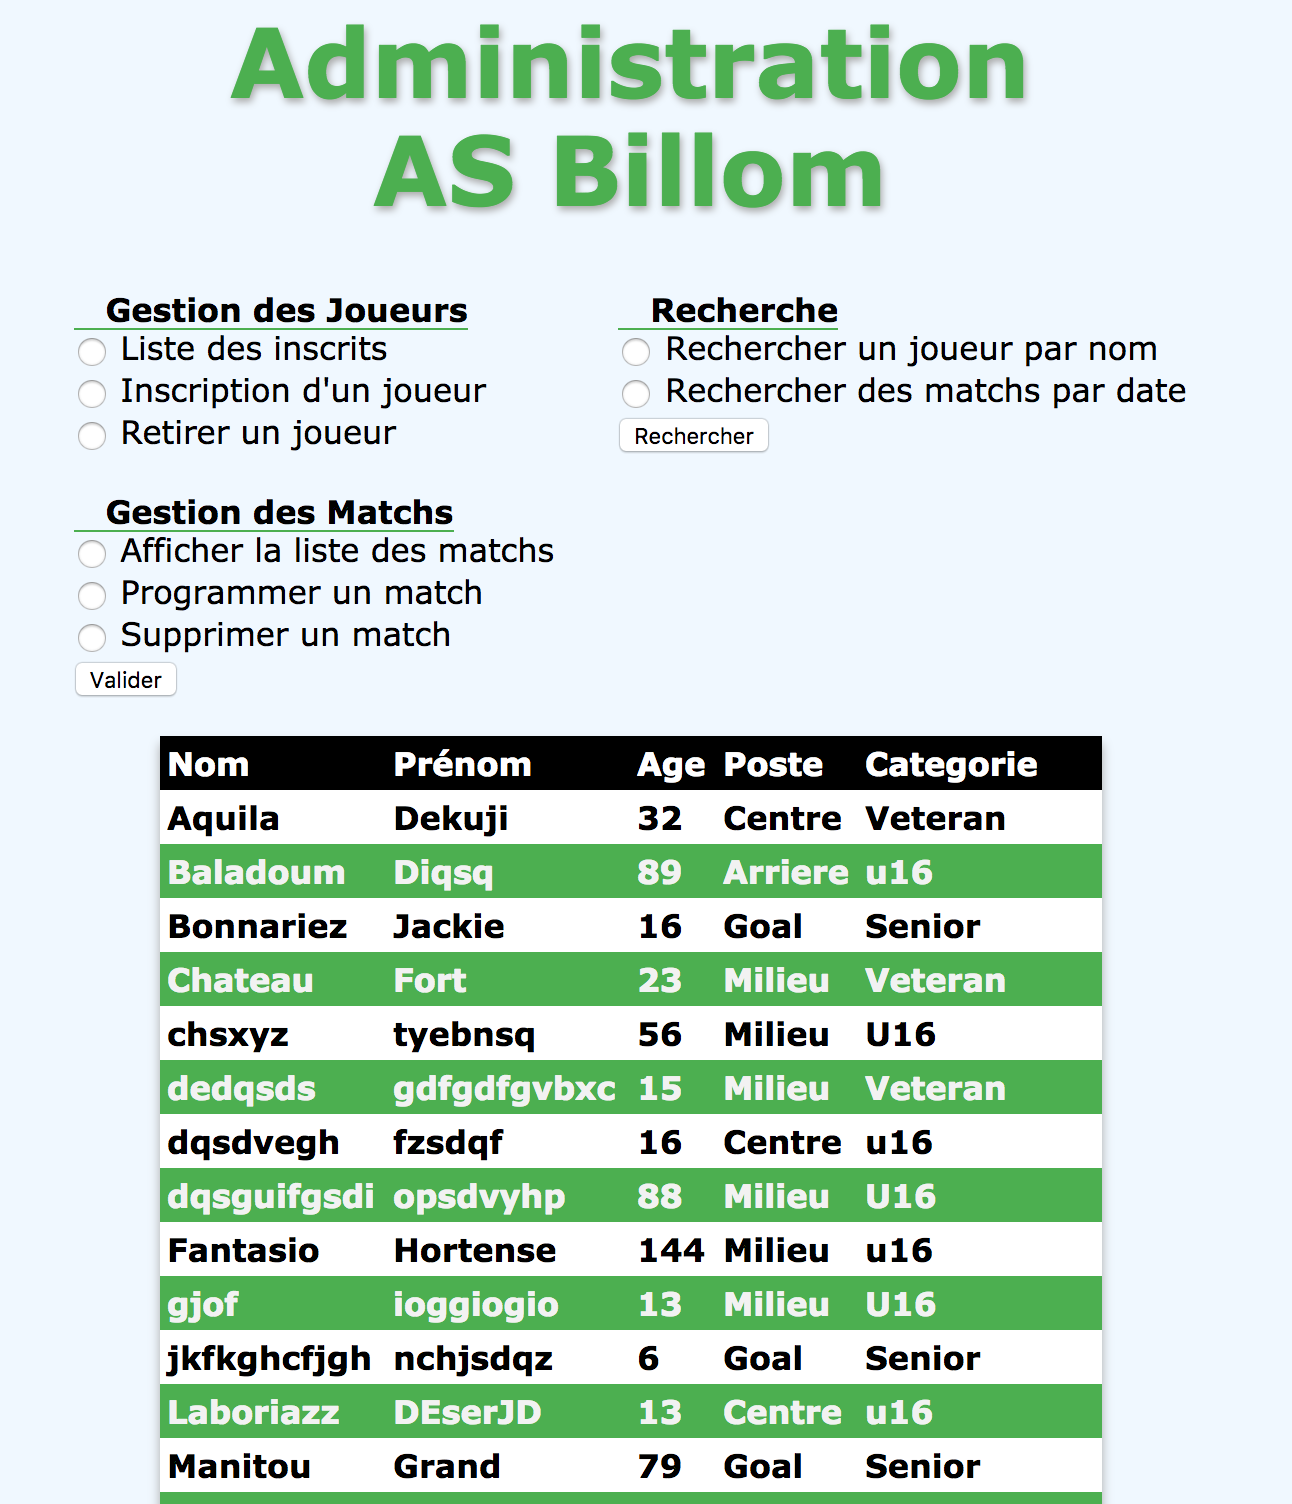 Administration
AS Billom
Gestion des Joueurs
Liste des inscrits
Inscription d'un joueur
Retirer un joueur
Gestion des Matchs
Afficher la liste des matchs
Programmer un match
Supprimer un match
Valider
Recherche
Rechercher un joueur par nom
Rechercher des matchs par date
Rechercher
Nom Prénom Age Poste Categorie
Aquila Dekuji 32 Centre Veteran
Baladoum Diqsq 89 Arriere u16
Bonnariez Jackie 16 Goal Senior
Chateau Fort 23 Milieu Veteran
chsxyz tyebnsq 56 Milieu U16
dedqsds gdfgdfgvbxc 15 Milieu Veteran
dqsdvegh fzsdqf 16 Centre u16
dqsguifgsdi opsdvyhp 88 Milieu U16
Fantasio Hortense 144 Milieu u16
gjof ioggiogio 13 Milieu U16
jkfkghcfjgh nchjsdqz 6 Goal Senior
Laboriazz DEserJD 13 Centre u16
Manitou Grand 79 Goal Senior